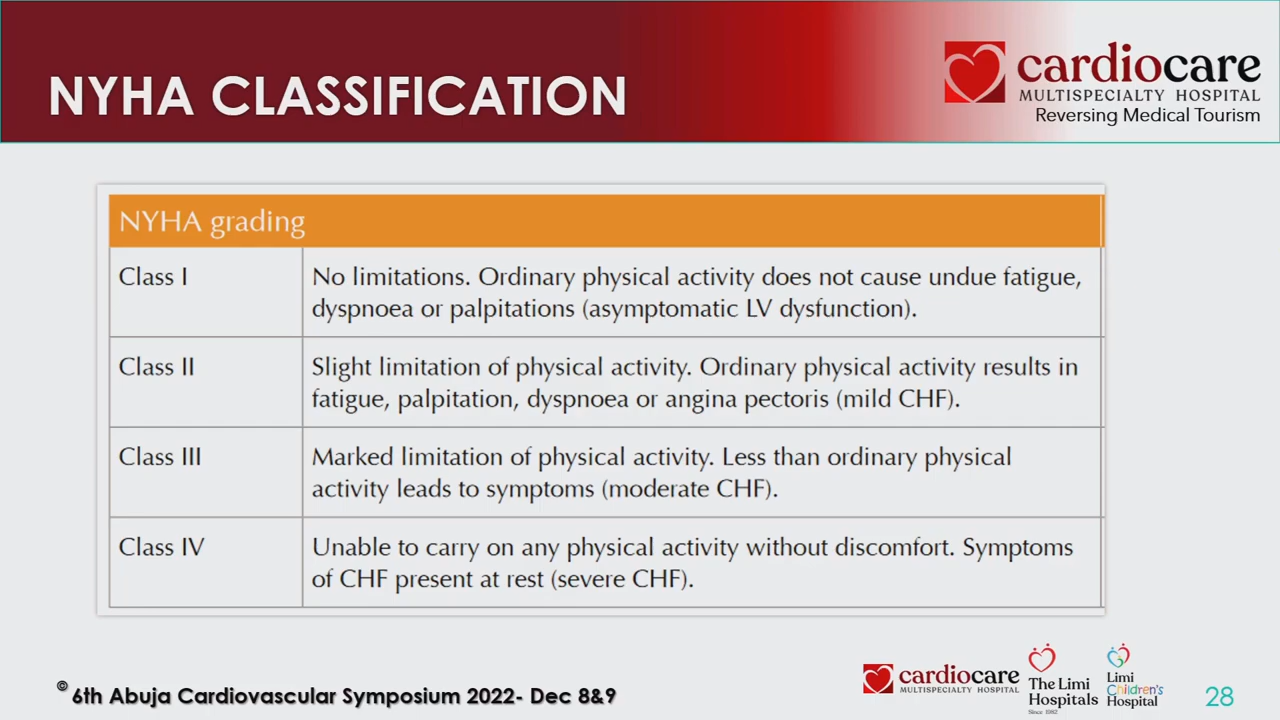 NYHA CLASSIFICATION
cardiocare
MULTISPECIALTY HOSPITAL
Reversing Medical Tourism
NYHA grading
Class I
No limitations. Ordinary physical activity does not cause undue fatigue,
dyspnoea or palpitations (asymptomatic LV dysfunction).
Class II
Slight limitation of physical activity. Ordinary physical activity results in
fatigue, palpitation, dyspnoea or angina pectoris (mild CHF).
Class III
Marked limitation of physical activity. Less than ordinary physical
activity leads to symptoms (moderate CHF).
Class IV
Unable to carry on any physical activity without discomfort. Symptoms
of CHF present at rest (severe CHF).
© 6th Abuja Cardiovascular Symposium 2022- Dec 8&9
cardiocare
MULTISPECIALTY HOSPITAL
The Limi
Hospitals
Since 1982
Limi
Children's
Hospital
28